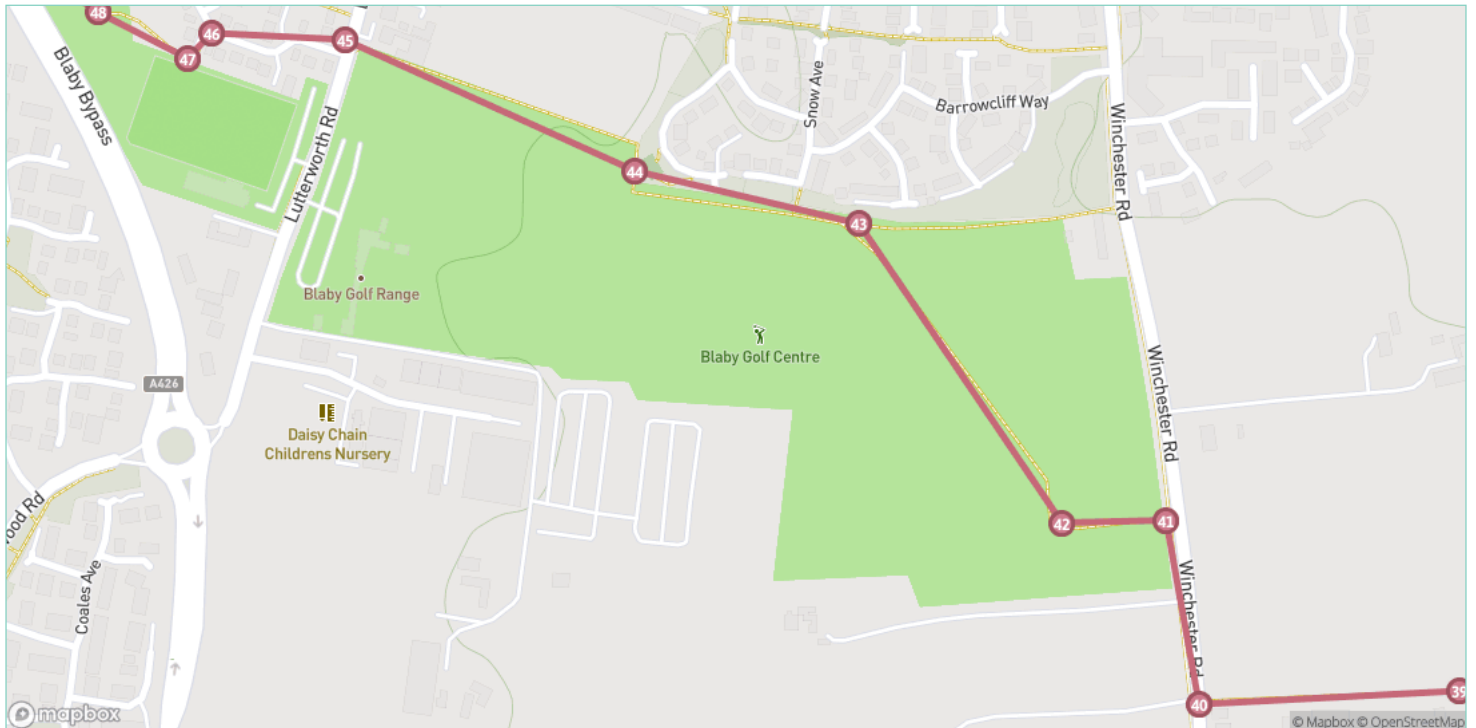 48
46
47
45
Blaby Bypass
Snow Ave
Barrowcliff Way
Winchester Rd
Lutterworth Rd
44
43
Blaby Golf Range
Blaby Golf Centre
Winchester Rd
A426
Daisy Chain
Childrens Nursery
ood Rd
42
41
Coales Ave
Winchester Rd
39
40
mapbox
© Mapbox © OpenStreetMap